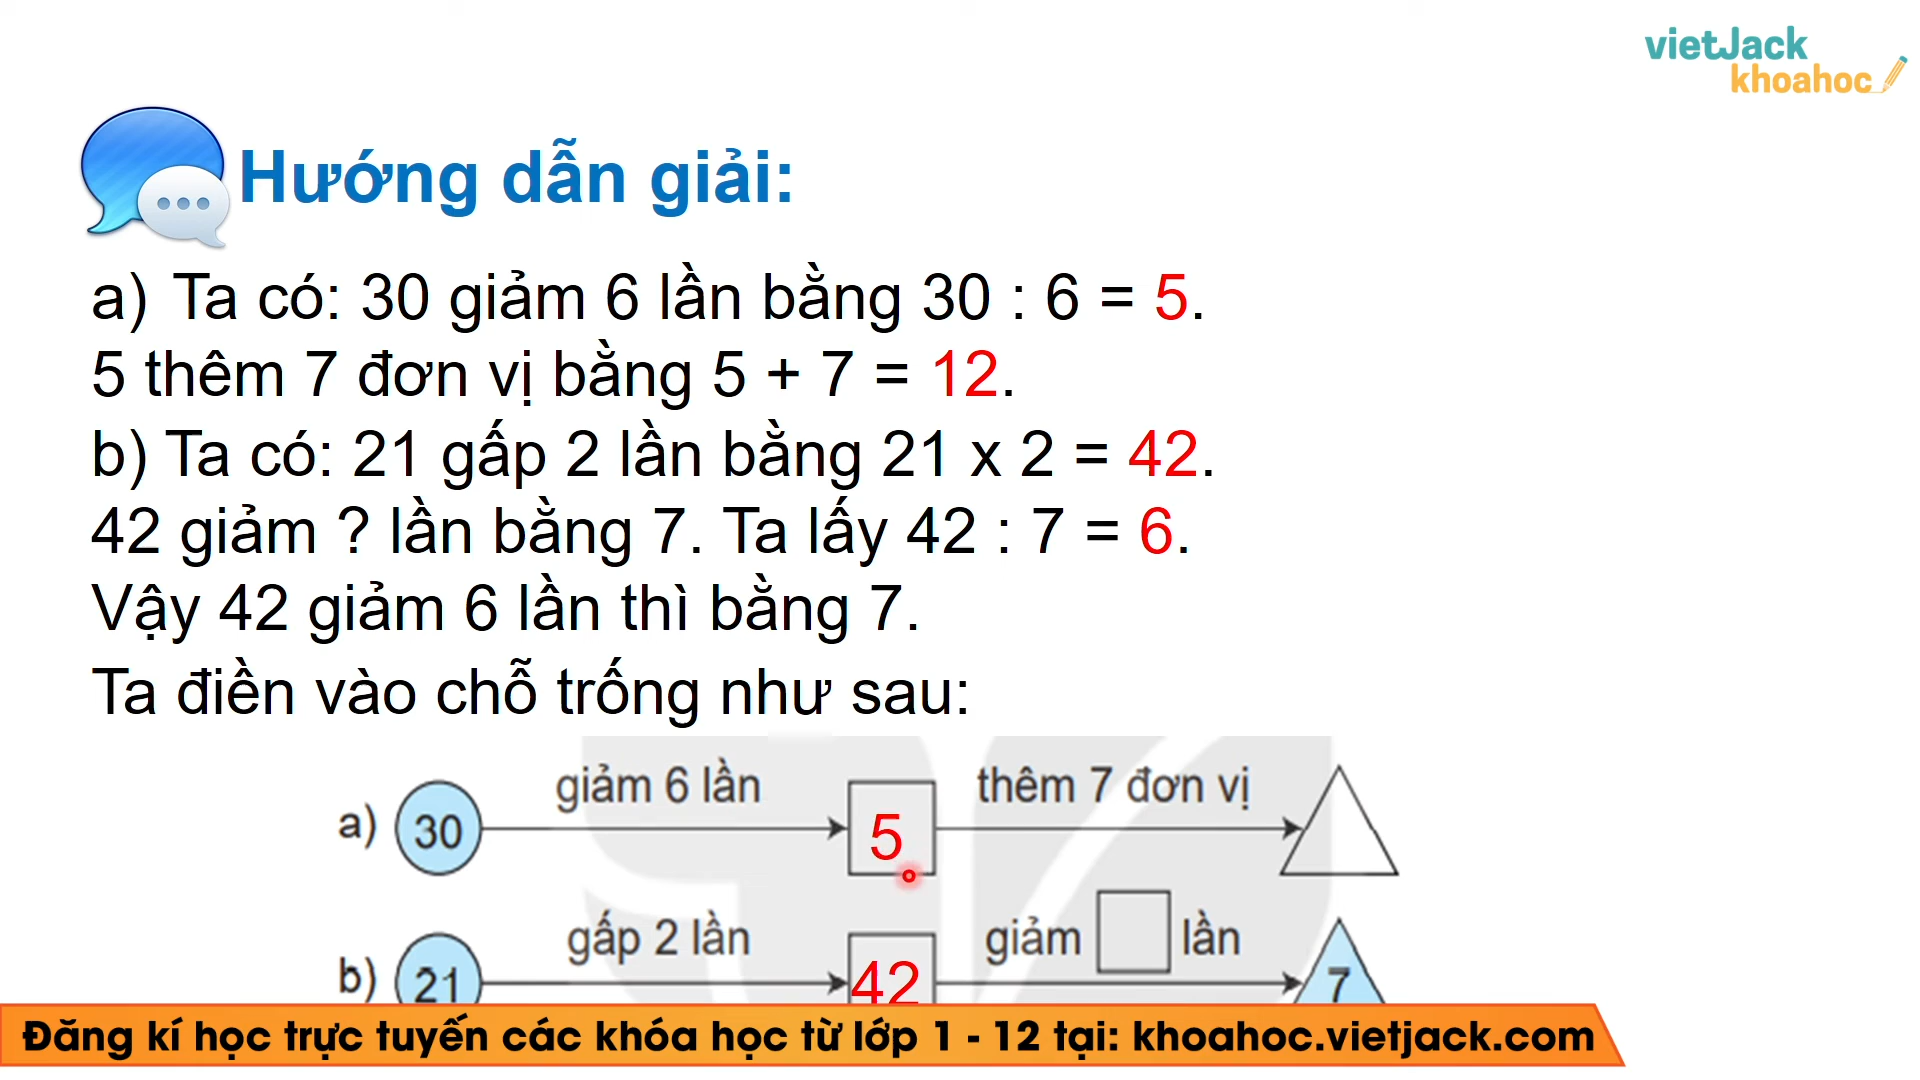 vietJack
khoahoc
Hướng dẫn giải:
a) Ta có: 30 giảm 6 lần bằng 30 : 6 = 5.
5 thêm 7 đơn vị bằng 5 + 7 = 12.
b) Ta có: 21 gấp 2 lần bằng 21 x 2 = 42.
42 giảm ? lần bằng 7. Ta lấy 42 : 7 = 6.
Vậy 42 giảm 6 lần thì bằng 7.
Ta điền vào chỗ trống như sau:
giảm 6 lần thêm 7 đơn vị
a) 30 5
gấp 2 lần giảm lần
b) 21 42 7
Đăng kí học trực tuyến các khóa học từ lớp 1 - 12 tại: khoahoc.vietjack.com